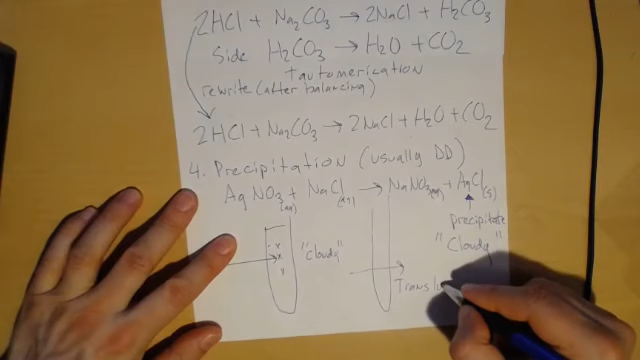 2HCl + Na₂CO₃ → 2NaCl + H₂CO₃
Side H₂CO₃ → H₂O + CO₂
tautomerication
rewrite (after balancing)
2HCl + Na₂CO₃ → 2NaCl + H₂O + CO₂
4. Precipitation (usually DD)
AgNO₃(aq) + NaCl(aq) → NaNO₃(aq) + AgCl(s)
precipitate
"Cloudy"
"Cloudy"
Transl